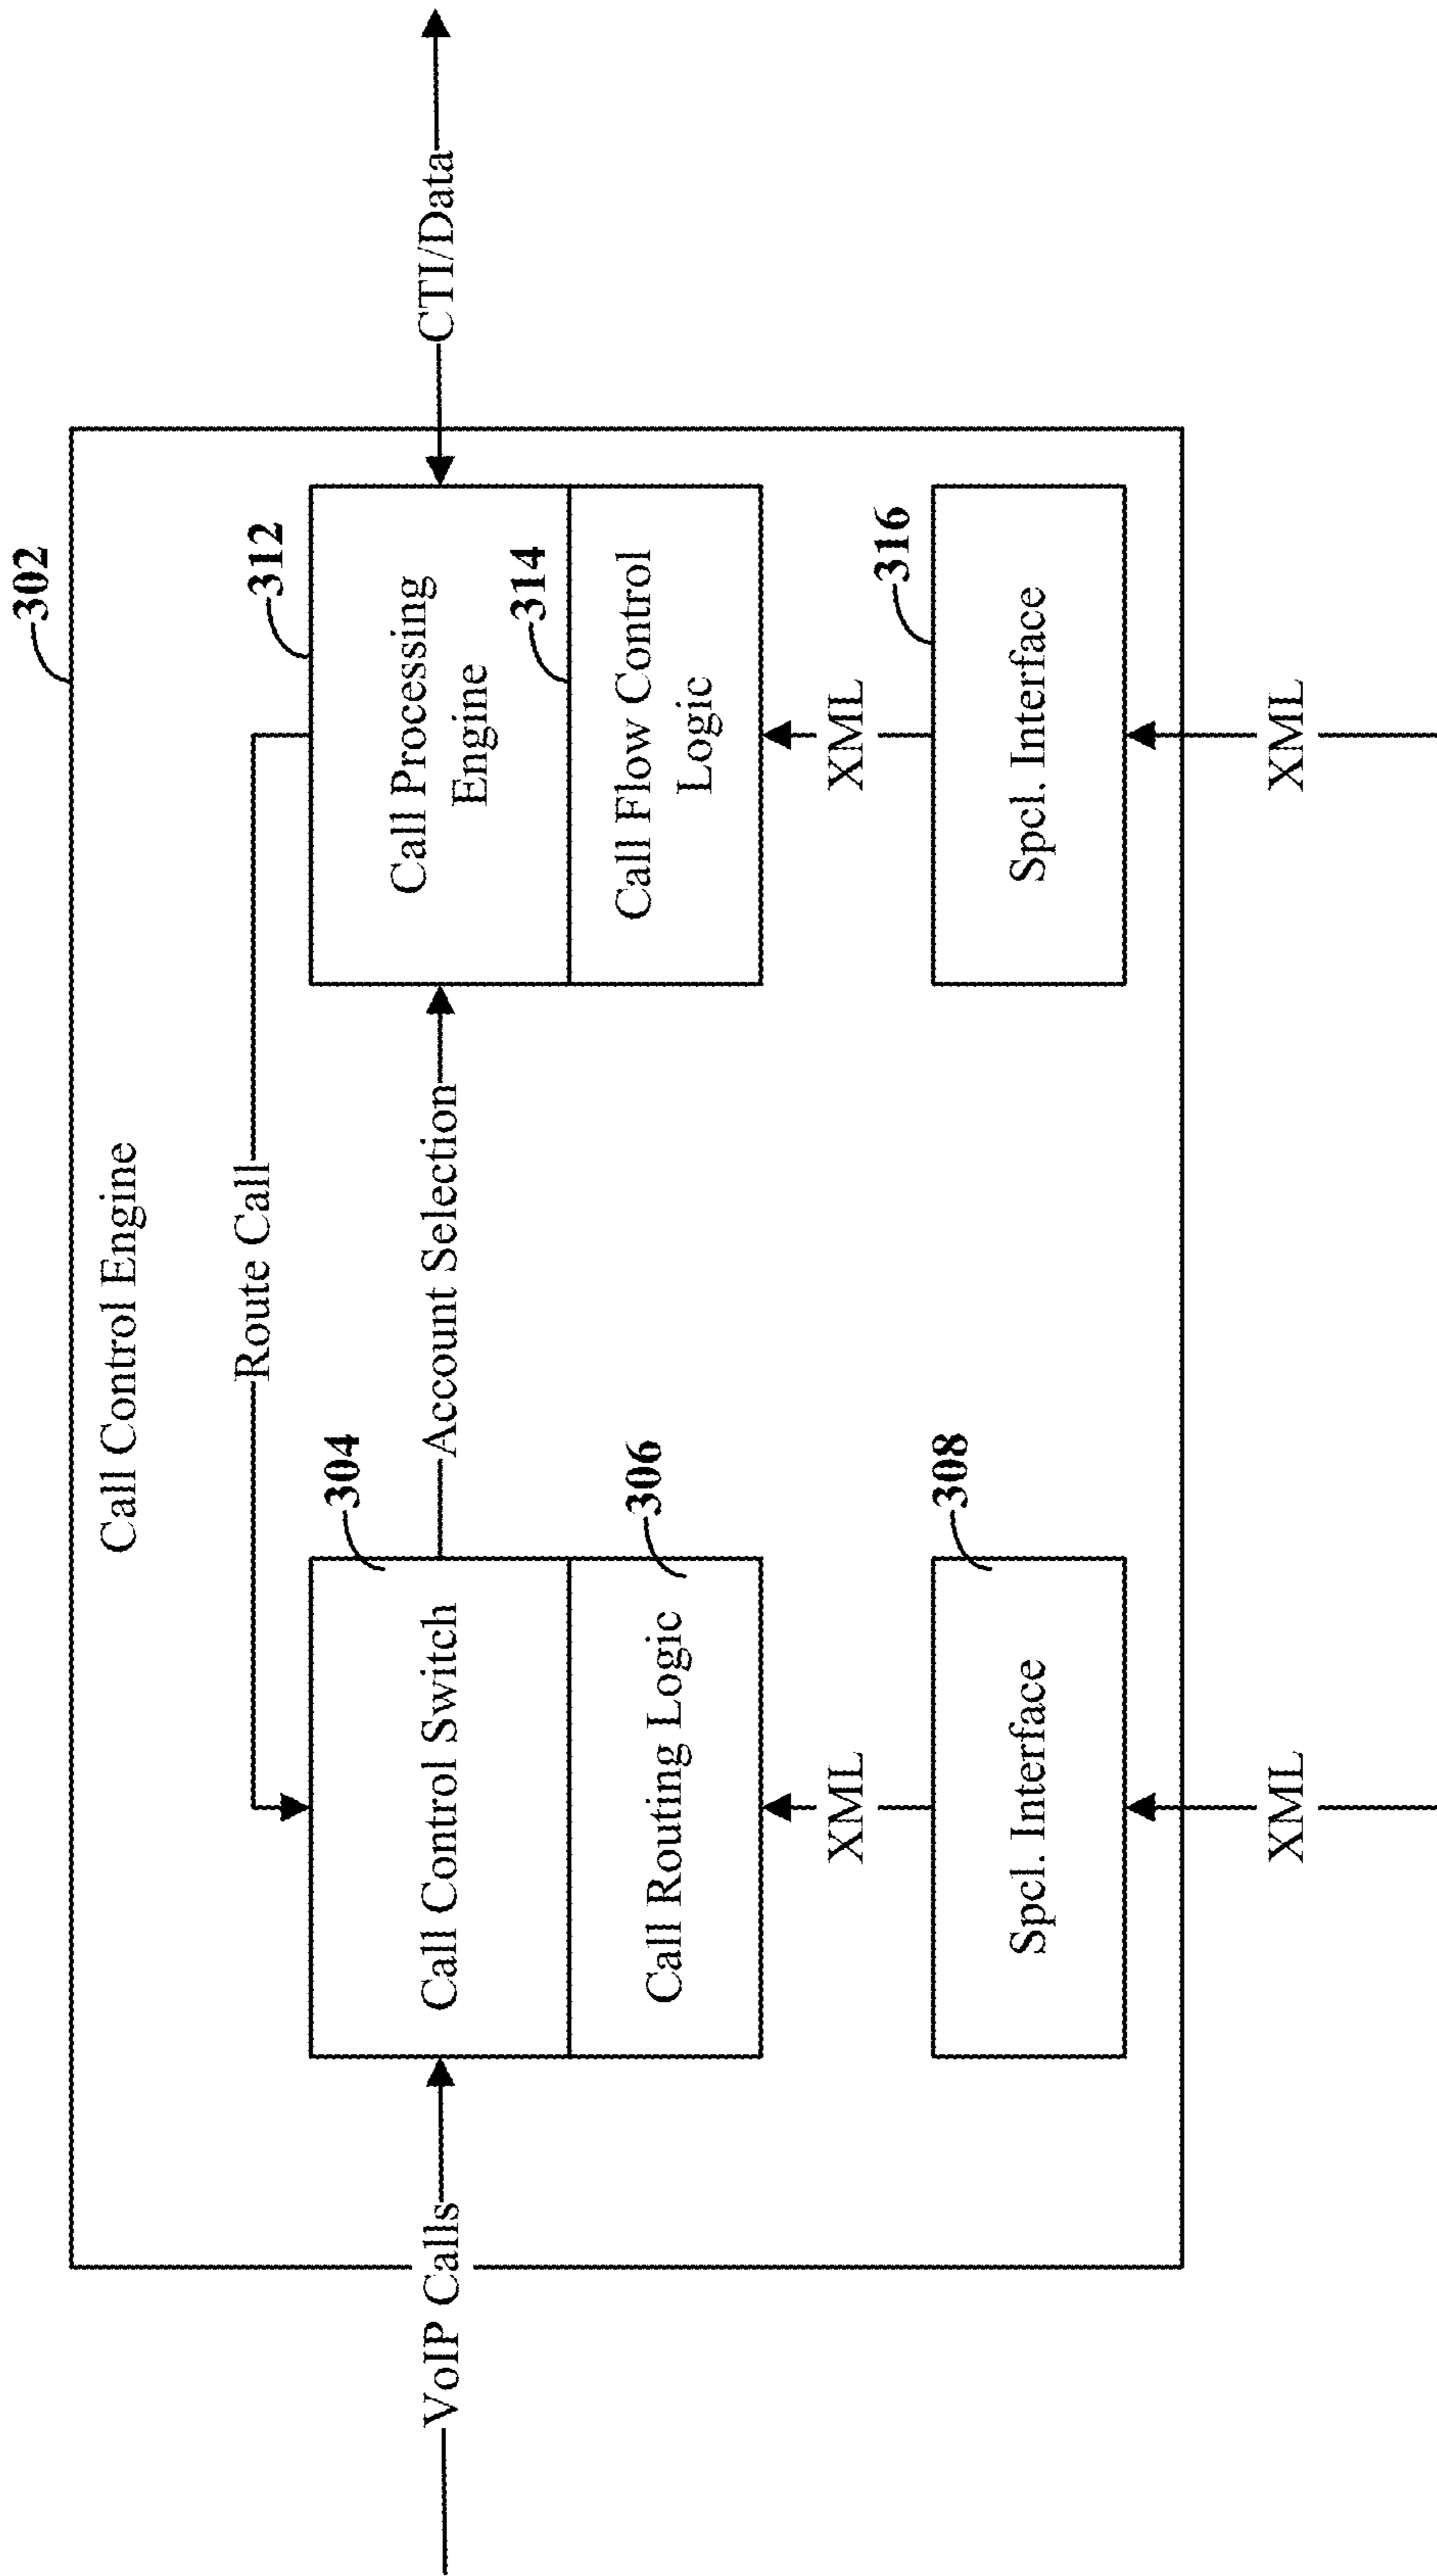 302
Call Control Engine
Route Call
304
312
VoIP Calls
Call Control Switch
Account Selection
Call Processing
Engine
CTI/Data
306
314
Call Routing Logic
Call Flow Control
Logic
XML
XML
308
316
Spcl. Interface
Spcl. Interface
XML
XML